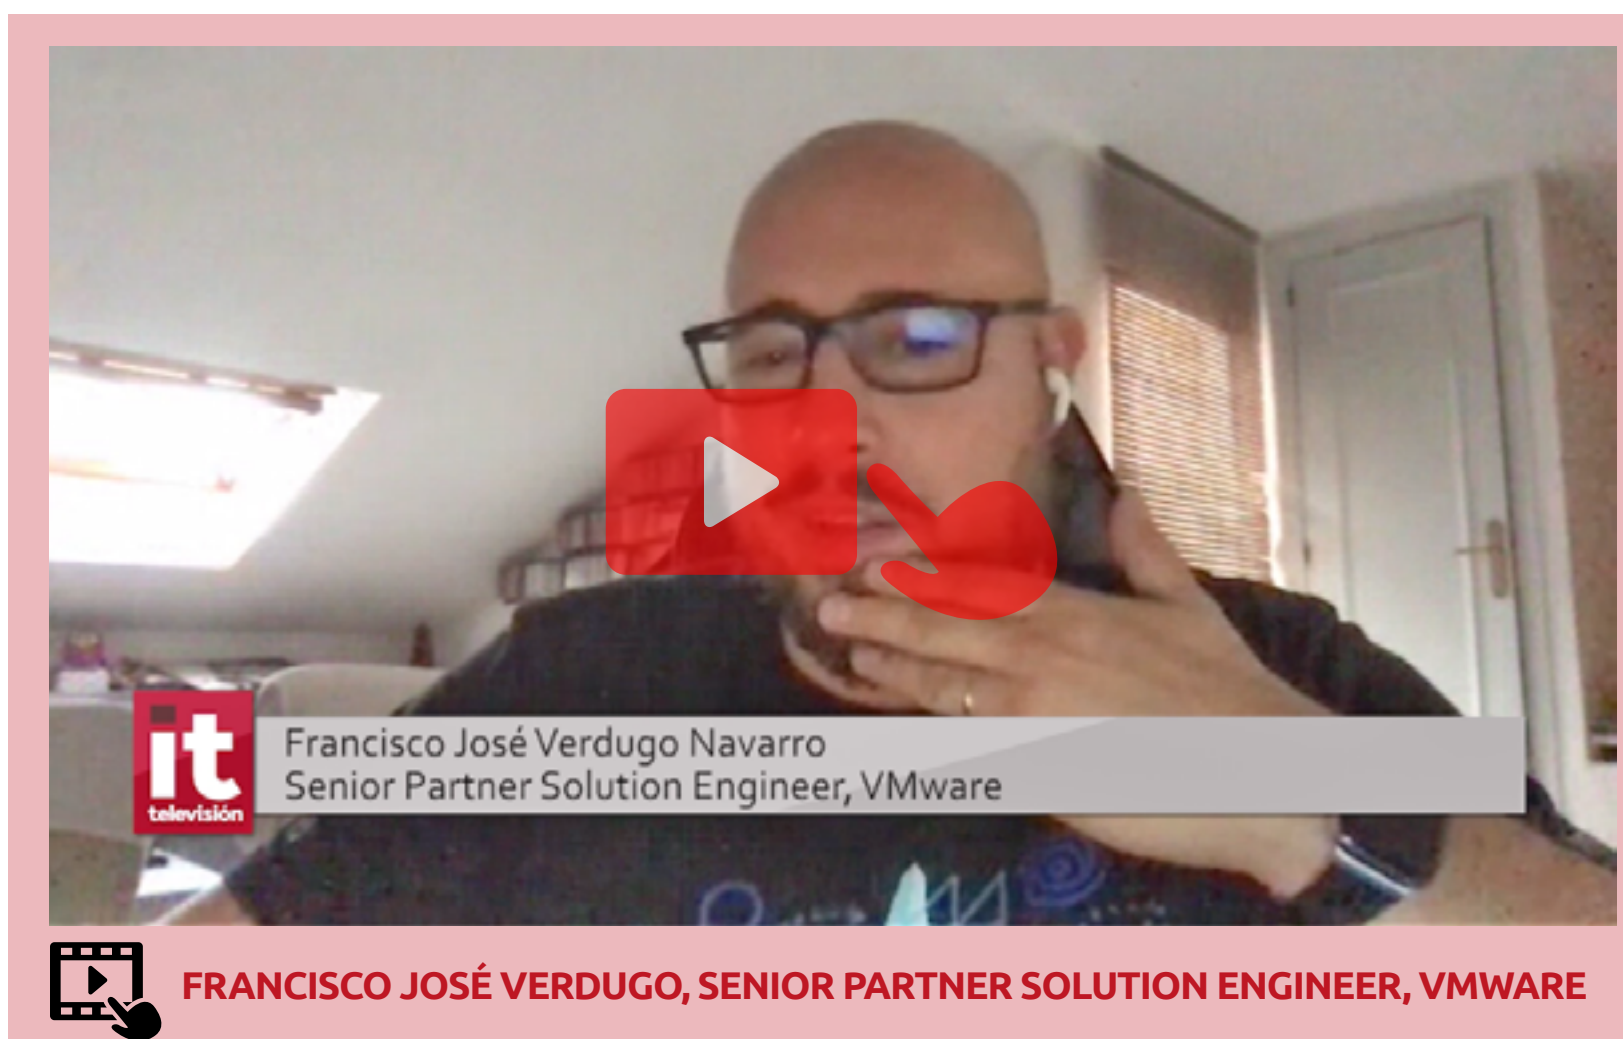 it
televisión
Francisco José Verdugo Navarro
Senior Partner Solution Engineer, VMware
FRANCISCO JOSÉ VERDUGO, SENIOR PARTNER SOLUTION ENGINEER, VMWARE